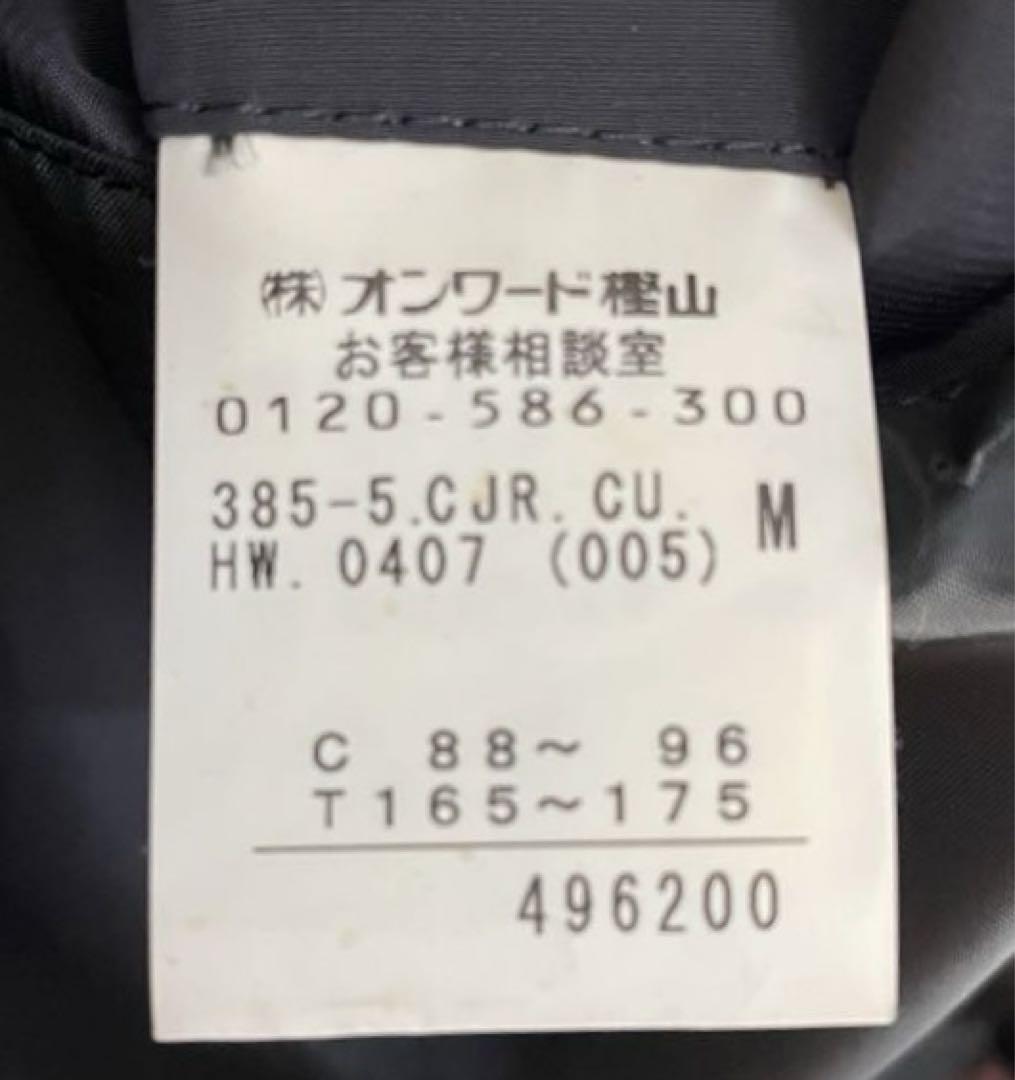 ㈱オンワード樫山
お客様相談室
0120-586-300
385-5.CJR.CU. M
HW.0407 (005)
C 88～ 96
T165～175
496200